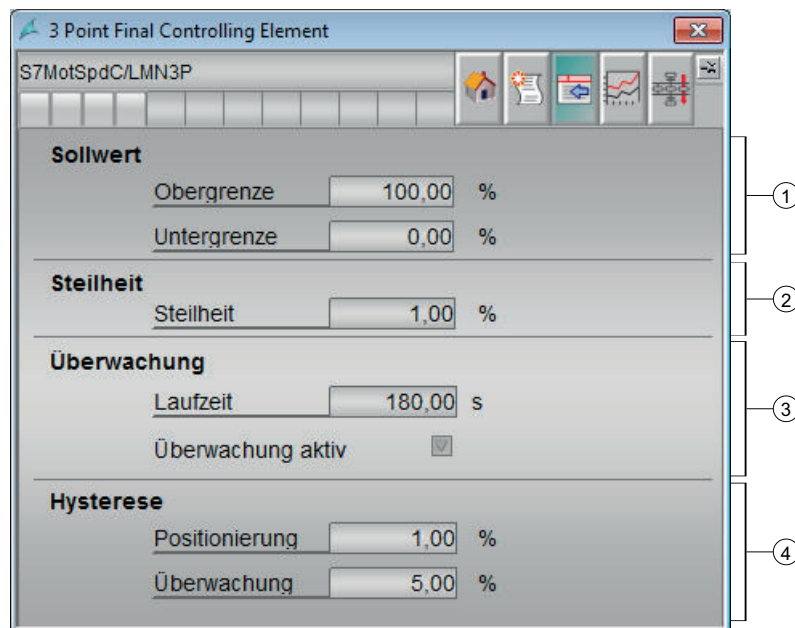 3 Point Final Controlling Element
S7MotSpdC/LMN3P
Sollwert
Obergrenze 100,00 %
Untergrenze 0,00 %
1
Steilheit
Steilheit 1,00 %
2
Überwachung
Laufzeit 180,00 s
Überwachung aktiv
3
Hysterese
Positionierung 1,00 %
Überwachung 5,00 %
4